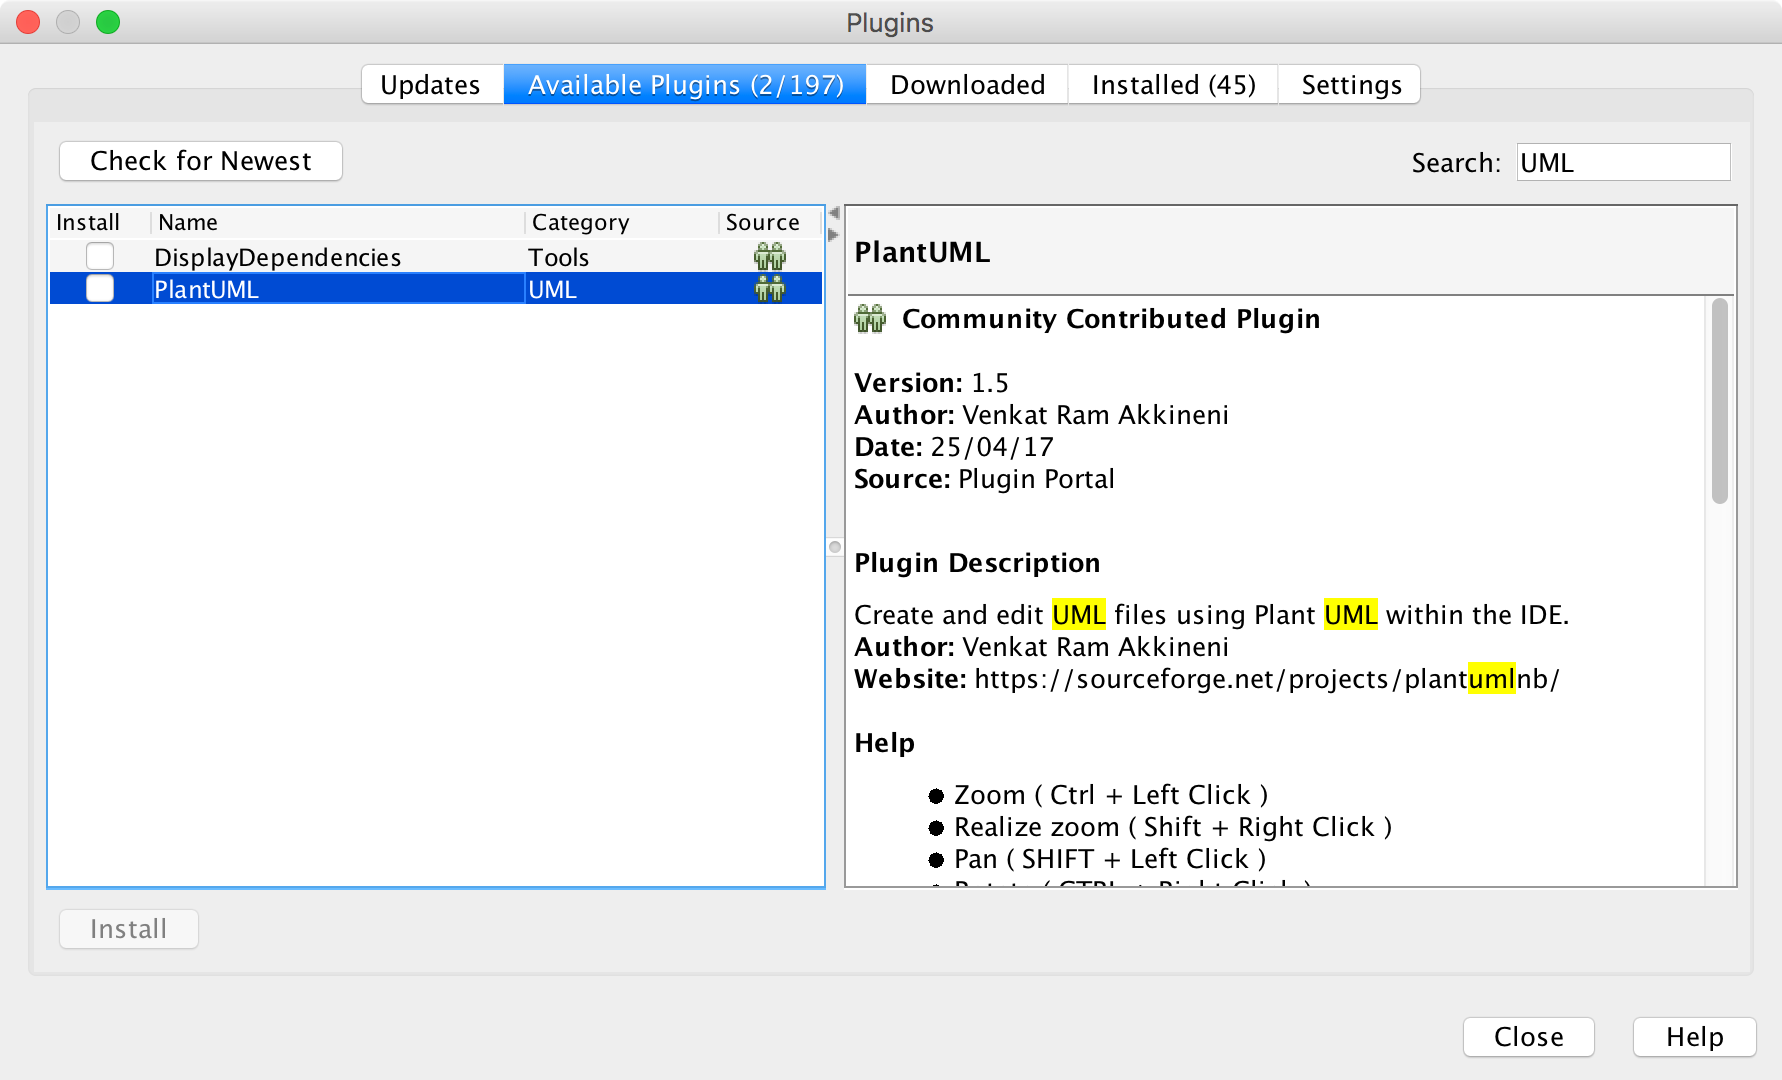 Plugins
Updates Available Plugins (2/197) Downloaded Installed (45) Settings
Check for Newest
Search: UML
Install Name Category Source
DisplayDependencies Tools
PlantUML UML
PlantUML
Community Contributed Plugin
Version: 1.5
Author: Venkat Ram Akkineni
Date: 25/04/17
Source: Plugin Portal
Plugin Description
Create and edit UML files using Plant UML within the IDE.
Author: Venkat Ram Akkineni
Website: https://sourceforge.net/projects/plantumlnb/
Help
● Zoom ( Ctrl + Left Click )
● Realize zoom ( Shift + Right Click )
● Pan ( SHIFT + Left Click )
Install
Close Help